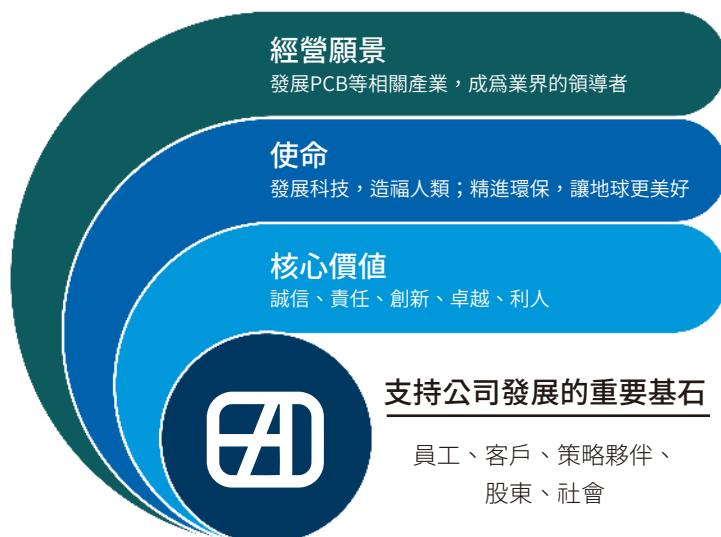 經營願景
發展PCB等相關產業，成爲業界的領導者
使命
發展科技，造福人類；精進環保，讓地球更美好
核心價值
誠信、責任、創新、卓越、利人
支持公司發展的重要基石
員工、客戶、策略夥伴、
股東、社會